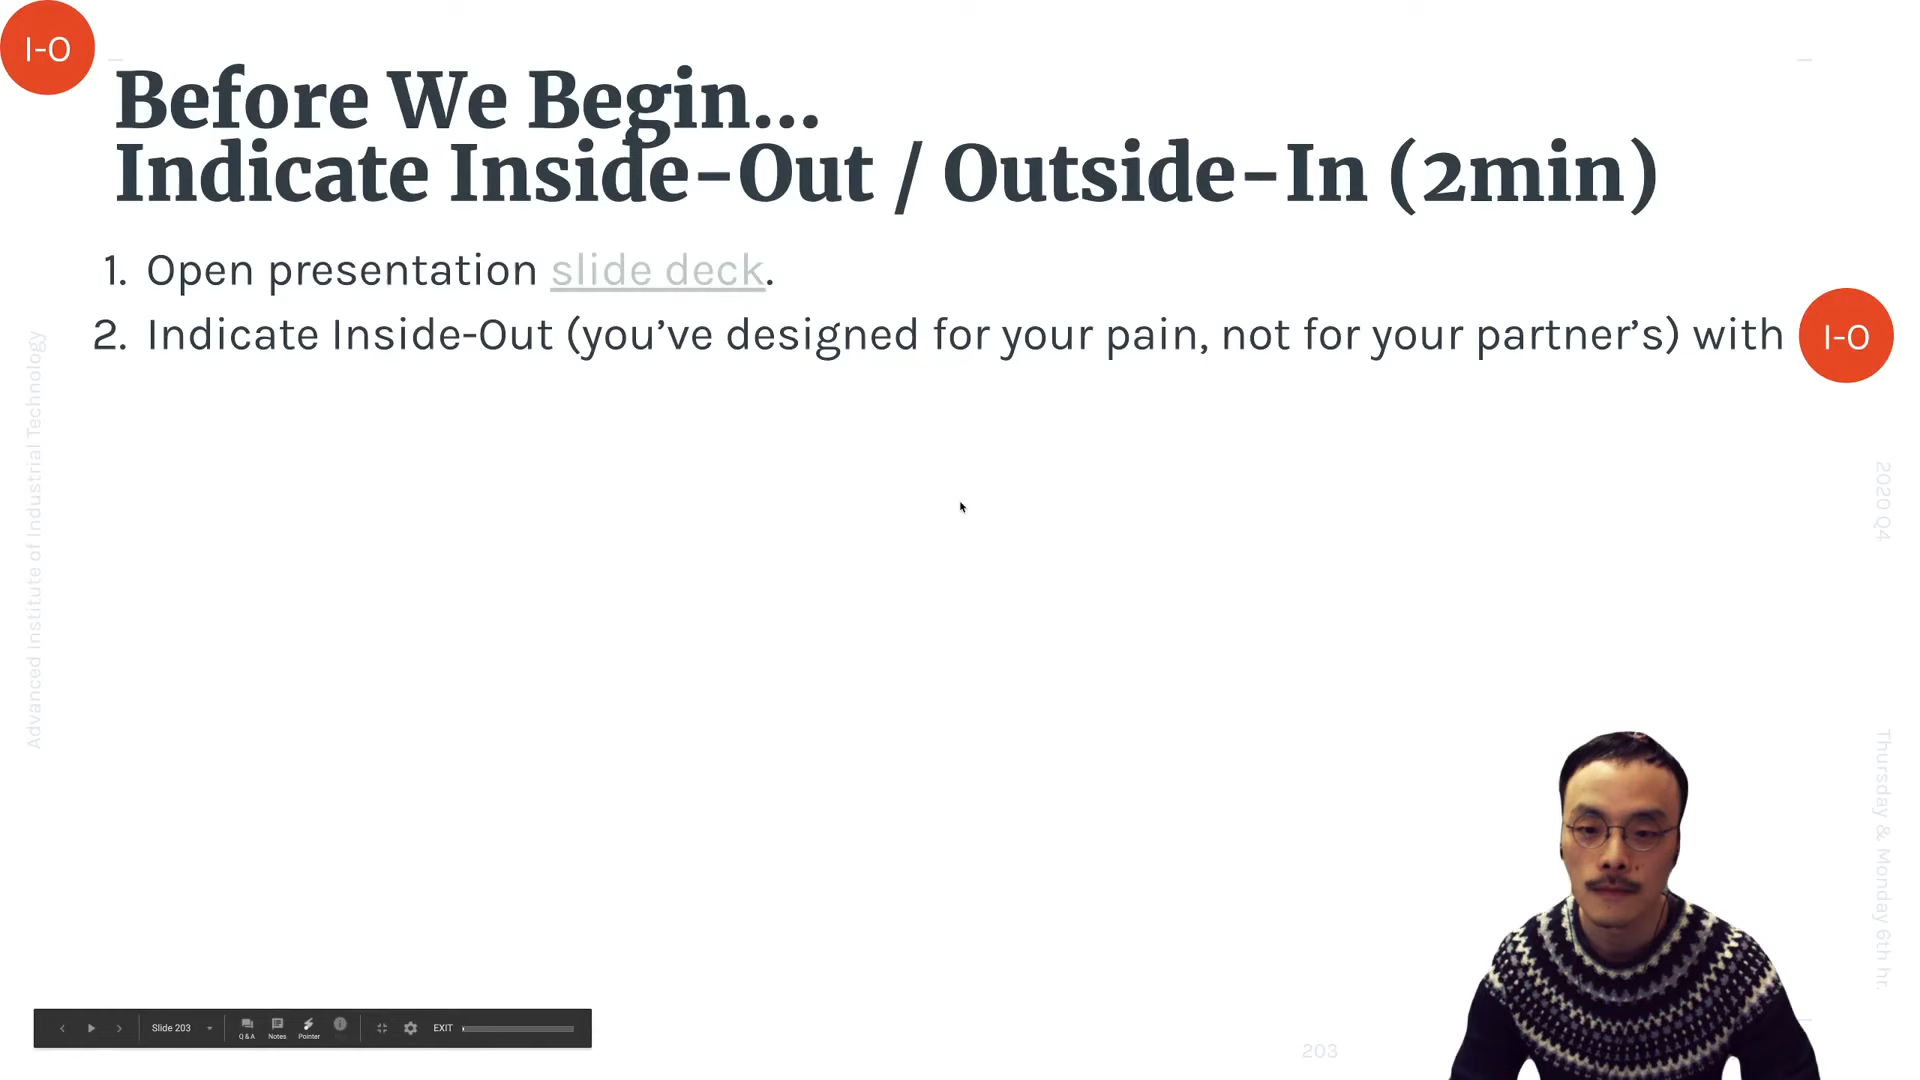 I-O
Before We Begin...
Indicate Inside-Out / Outside-In (2min)
1. Open presentation slide deck.
2. Indicate Inside-Out (you’ve designed for your pain, not for your partner’s) with I-O
Advanced Institute of Industrial Technology
2020 Q4
Thursday & Monday 6th hr.
Slide 203
Q&A
Notes
Pointer
EXIT
203